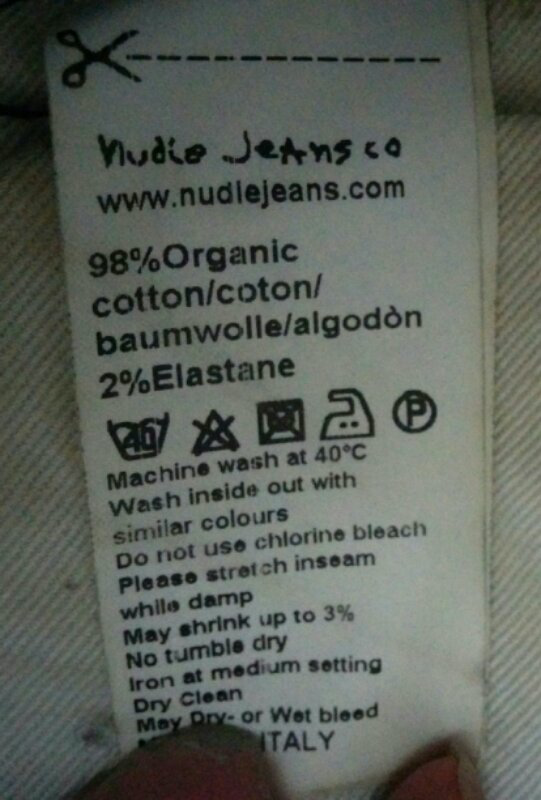 nudie Jeans co
www.nudiejeans.com
98%Organic
cotton/coton/
baumwolle/algodòn
2%Elastane
40 P
Machine wash at 40°C
Wash inside out with
similar colours
Do not use chlorine bleach
Please stretch inseam
while damp
May shrink up to 3%
No tumble dry
Iron at medium setting
Dry Clean
May Dry- or Wet bleed
ITALY